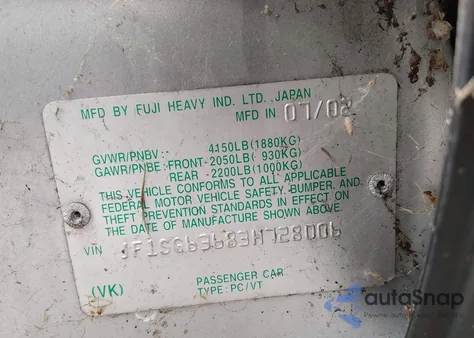 MFD BY FUJI HEAVY IND. LTD. JAPAN
MFD IN 07/02
GVWR/PNBV : 4150LB(1880KG)
GAWR/PNBE : FRONT-2050LB( 930KG)
REAR -2200LB(1000KG)
THIS VEHICLE CONFORMS TO ALL APPLICABLE
FEDERAL MOTOR VEHICLE SAFETY, BUMPER, AND
THEFT PREVENTION STANDARDS IN EFFECT ON
THE DATE OF MANUFACTURE SHOWN ABOVE.
VIN JF1SG63683H728006
PASSENGER CAR
(VK) TYPE : PC/VT
autoSnap